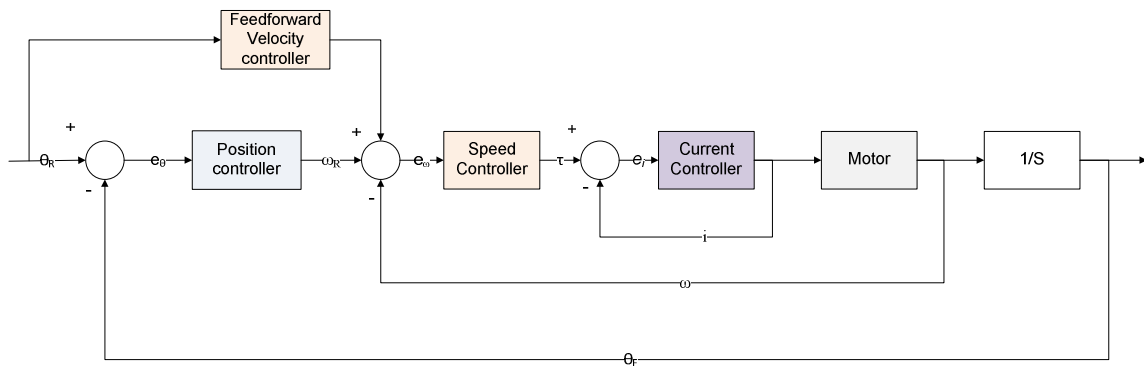 Feedforward
Velocity
controller
+
θR
-
eθ
Position
controller
ωR
+
-
eω
Speed
Controller
τ
+
-
ei
Current
Controller
Motor
1/S
i
ω
θF